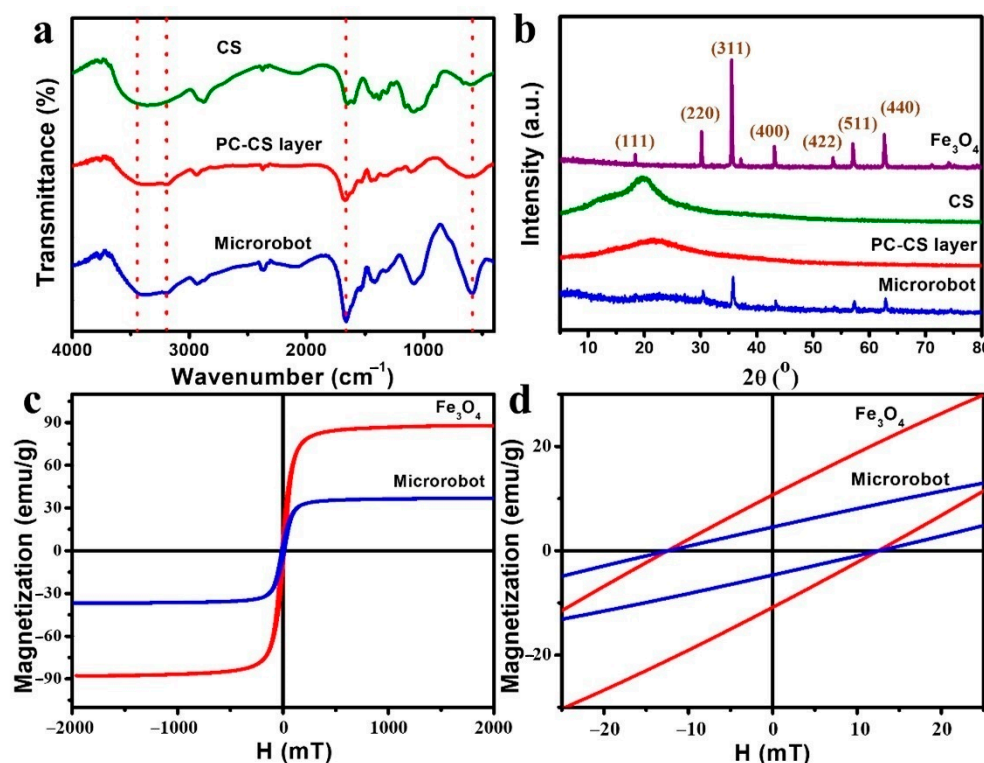 a
CS
PC-CS layer
Microrobot
Transmittance (%)
4000 3000 2000 1000
Wavenumber (cm⁻¹)
b
(111) (220) (311) (400) (422) (511) (440)
Fe₃O₄
CS
PC-CS layer
Microrobot
Intensity (a.u.)
10 20 30 40 50 60 70 80
2θ (°)
c
Fe₃O₄
Microrobot
Magnetization (emu/g)
90
60
30
0
−30
−60
−90
−2000 −1000 0 1000 2000
H (mT)
d
Fe₃O₄
Microrobot
Magnetization (emu/g)
20
0
−20
−20 −10 0 10 20
H (mT)